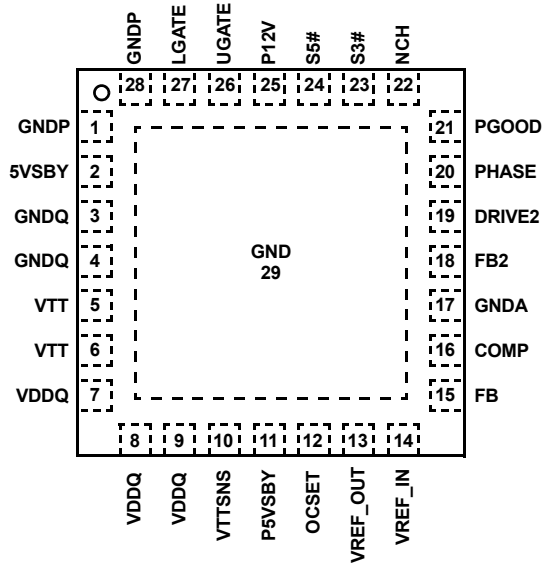 GNDP
LGATE
UGATE
P12V
S5#
S3#
NCH
28
27
26
25
24
23
22
GNDP 1
5VSBY 2
GNDQ 3
GNDQ 4
VTT 5
VTT 6
VDDQ 7
GND
29
21 PGOOD
20 PHASE
19 DRIVE2
18 FB2
17 GNDA
16 COMP
15 FB
8
9
10
11
12
13
14
VDDQ
VDDQ
VTTSNS
P5VSBY
OCSET
VREF_OUT
VREF_IN